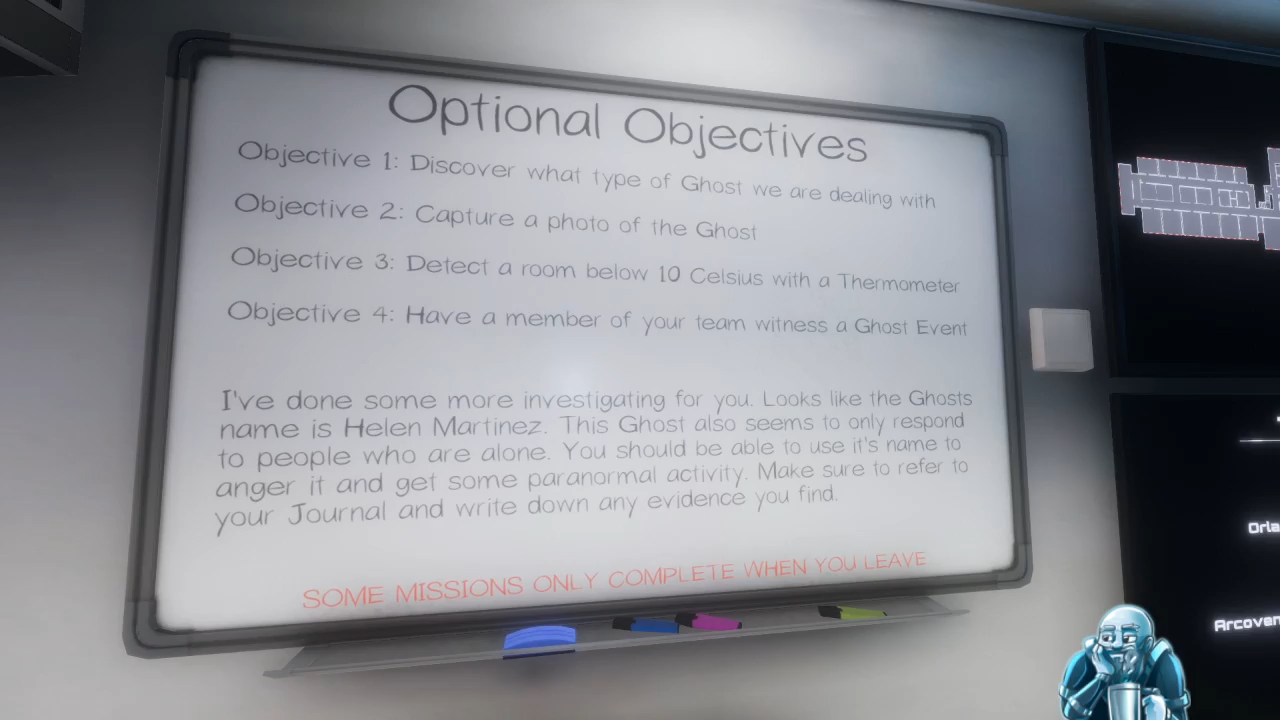 Optional Objectives
Objective 1: Discover what type of Ghost we are dealing with
Objective 2: Capture a photo of the Ghost
Objective 3: Detect a room below 10 Celsius with a Thermometer
Objective 4: Have a member of your team witness a Ghost Event
I've done some more investigating for you. Looks like the Ghosts
name is Helen Martinez. This Ghost also seems to only respond
to people who are alone. You should be able to use it's name to
anger it and get some paranormal activity. Make sure to refer to
your Journal and write down any evidence you find.
SOME MISSIONS ONLY COMPLETE WHEN YOU LEAVE